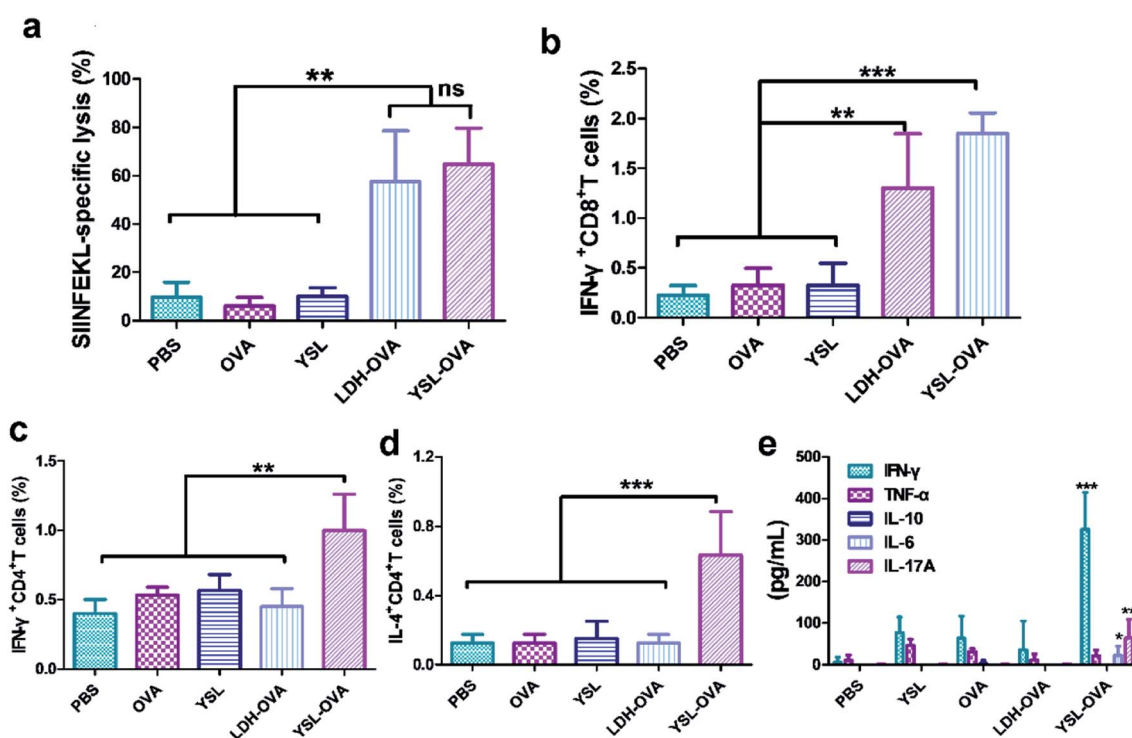 a
SIINFEKL-specific lysis (%)
100
80
60
40
20
0
**
ns
PBS
OVA
YSL
LDH-OVA
YSL-OVA
b
IFN-γ +CD8+T cells (%)
2.5
2.0
1.5
1.0
0.5
0.0
***
**
PBS
OVA
YSL
LDH-OVA
YSL-OVA
c
IFN-γ +CD4+T cells (%)
1.5
1.0
0.5
0.0
**
PBS
OVA
YSL
LDH-OVA
YSL-OVA
d
IL-4+CD4+T cells (%)
1.2
0.9
0.6
0.3
0.0
***
PBS
OVA
YSL
LDH-OVA
YSL-OVA
e
(pg/mL)
500
400
300
200
100
0
IFN-γ
TNF-α
IL-10
IL-6
IL-17A
***
*
**
PBS
YSL
OVA
LDH-OVA
YSL-OVA